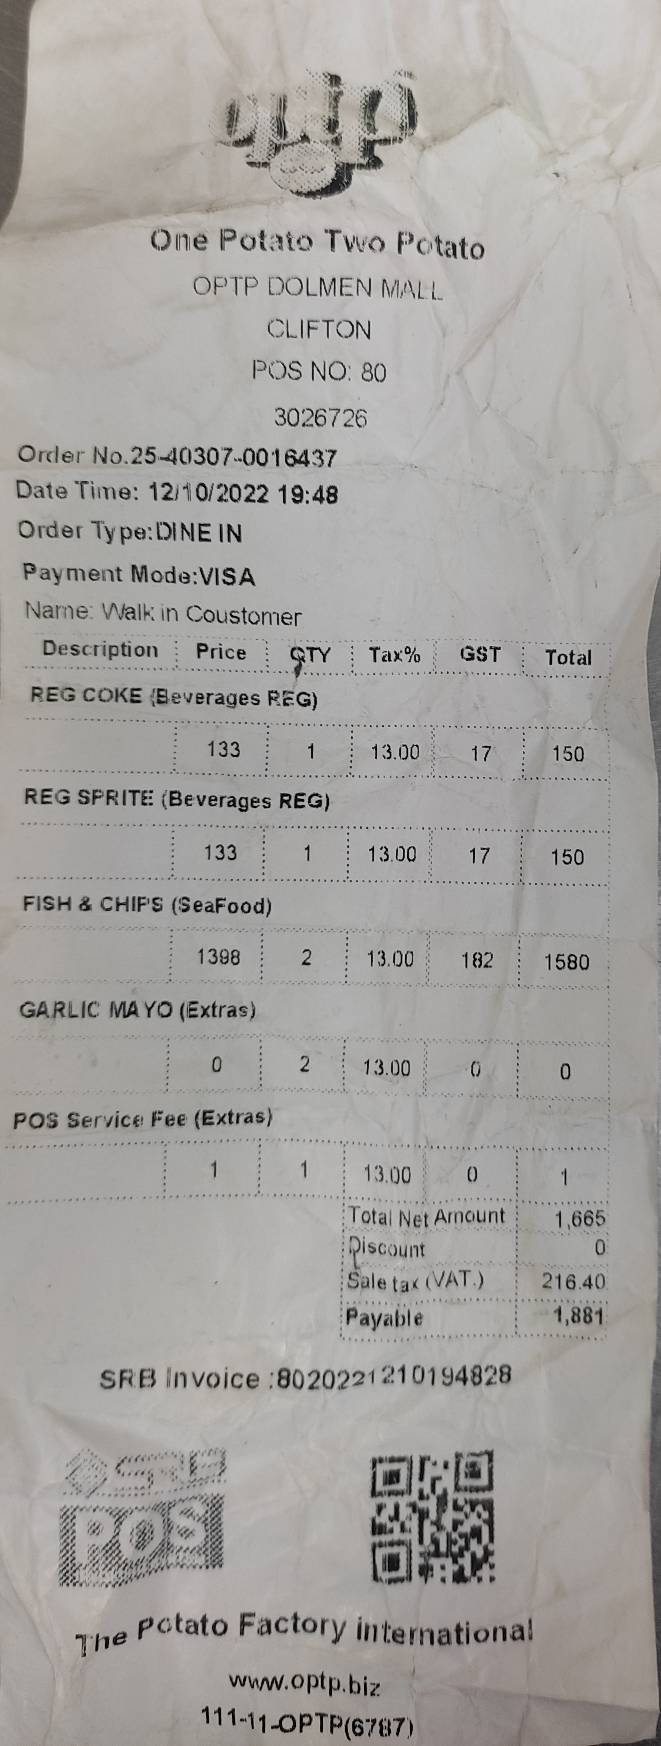 optp
One Potato Two Potato
OPTP DOLMEN MALL
CLIFTON
POS NO: 80
3026726
Order No.25-40307-0016437
Date Time: 12/10/2022 19:48
Order Type:DINE IN
Payment Mode:VISA
Name: Walk in Coustomer
Description Price QTY Tax% GST Total
REG COKE (Beverages REG)
133 1 13.00 17 150
REG SPRITE (Beverages REG)
133 1 13.00 17 150
FISH & CHIPS (SeaFood)
1398 2 13.00 182 1580
GARLIC MAYO (Extras)
0 2 13.00 0 0
POS Service Fee (Extras)
1 1 13.00 0 1
Total Net Amount 1,665
Discount 0
Sale tax (VAT.) 216.40
Payable 1,881
SRB Invoice :8020221210194828
SRB
POS
The Potato Factory international
www.optp.biz
111-11-OPTP(6787)